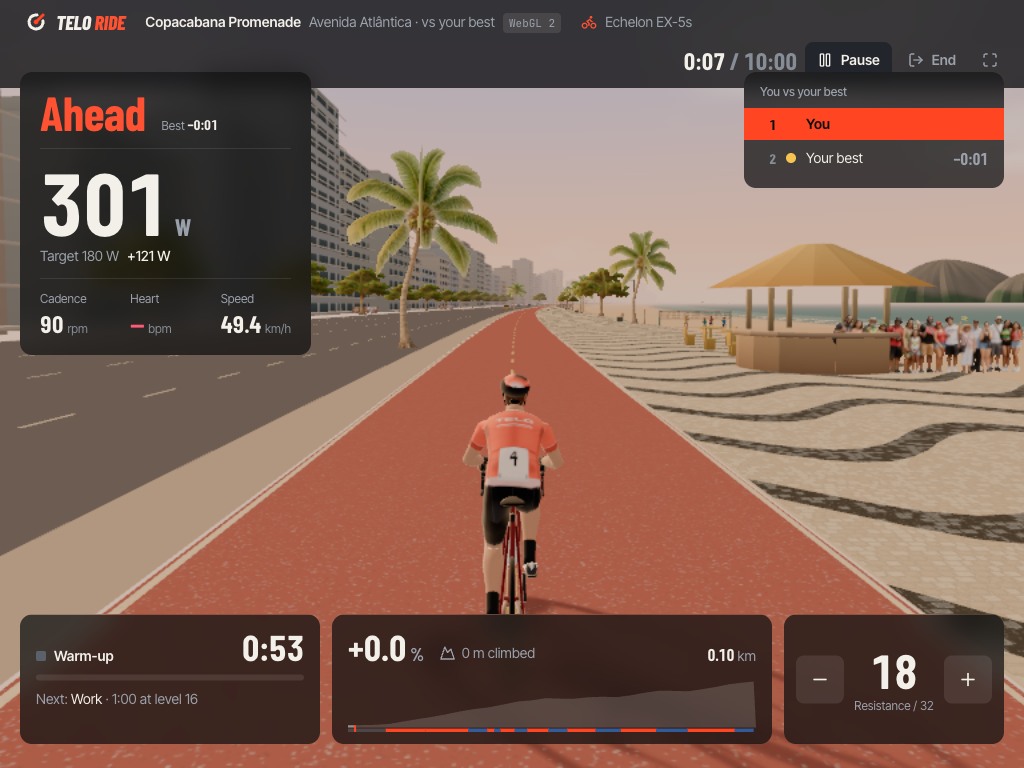 TELO RIDE Copacabana Promenade Avenida Atlântica · vs your best WebGL 2 Echelon EX-5s
0:07 / 10:00 Pause End
Ahead Best −0:01
301 W
Target 180 W +121 W
Cadence Heart Speed
90 rpm – bpm 49.4 km/h
You vs your best
1 You
2 Your best −0:01
TELO
4
Warm-up 0:53
Next: Work · 1:00 at level 16
+0.0 % 0 m climbed 0.10 km
− 18 +
Resistance / 32